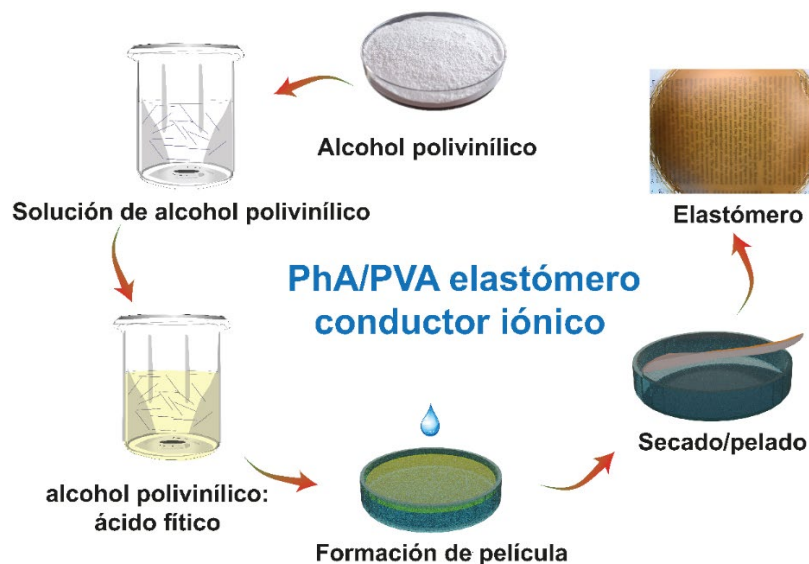 Alcohol polivinílico
Solución de alcohol polivinílico
Elastómero
PhA/PVA elastómero
conductor iónico
Secado/pelado
alcohol polivinílico:
ácido fítico
Formación de película